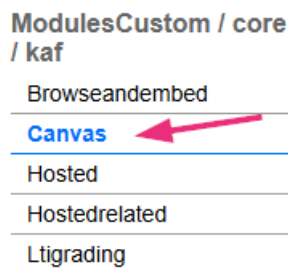 ModulesCustom / core
/ kaf
Browseandembed
Canvas
Hosted
Hostedrelated
Ltigrading